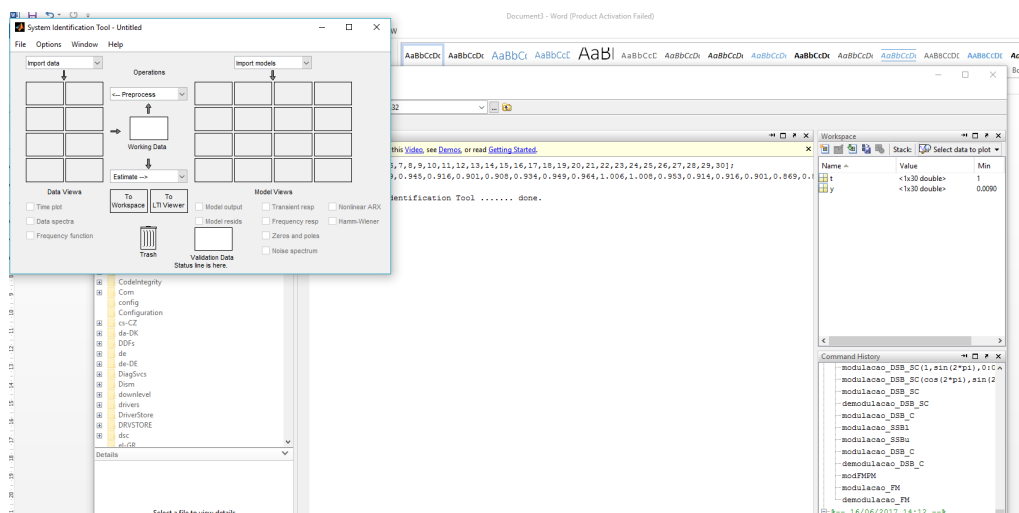 Document3 - Word (Product Activation Failed)
System Identification Tool - Untitled
File Options Window Help
Import data
Import models
Operations
<-- Preprocess
Working Data
Estimate -->
Data Views
To Workspace
To LTI Viewer
Model Views
Time plot
Data spectra
Frequency function
Model output
Model resids
Transient resp
Frequency resp
Zeros and poles
Noise spectrum
Nonlinear ARX
Hamm-Wiener
Trash
Validation Data
Status line is here.
AaBbCcDc AaBbCcDc AaBbCc AaBbCcC AaB AaBbCcC AaBbCcDc AaBbCcDc AaBbCcDc AaBbCcDc AaBbCcDc AaBbCcDc AABBCCDC AABBCCDC
32
this Video, see Demos, or read Getting Started.
,7,8,9,10,11,12,13,14,15,16,17,18,19,20,21,22,23,24,25,26,27,28,29,30];
,0.945,0.916,0.901,0.908,0.934,0.949,0.964,1.006,1.008,0.953,0.914,0.916,0.901,0.869,0.
dentification Tool ....... done.
Workspace
Stack: Select data to plot
Name Value Min
t <1x30 double> 1
y <1x30 double> 0.0090
CodeIntegrity
Com
config
Configuration
cs-CZ
da-DK
DDFs
de
de-DE
DiagSvcs
Dism
downlevel
drivers
DriverStore
DRVSTORE
dsc
el-GR
Details
Select a file to view details
Command History
modulacao_DSB_SC(1,sin(2*pi),0:0
modulacao_DSB_SC(cos(2*pi),sin(2
modulacao_DSB_SC
demodulacao_DSB_SC
modulacao_DSB_C
modulacao_SSBl
modulacao_SSBu
modulacao_DSB_C
demodulacao_DSB_C
modFMPM
modulacao_FM
demodulacao_FM
%-- 16/06/2017 14:12 --%